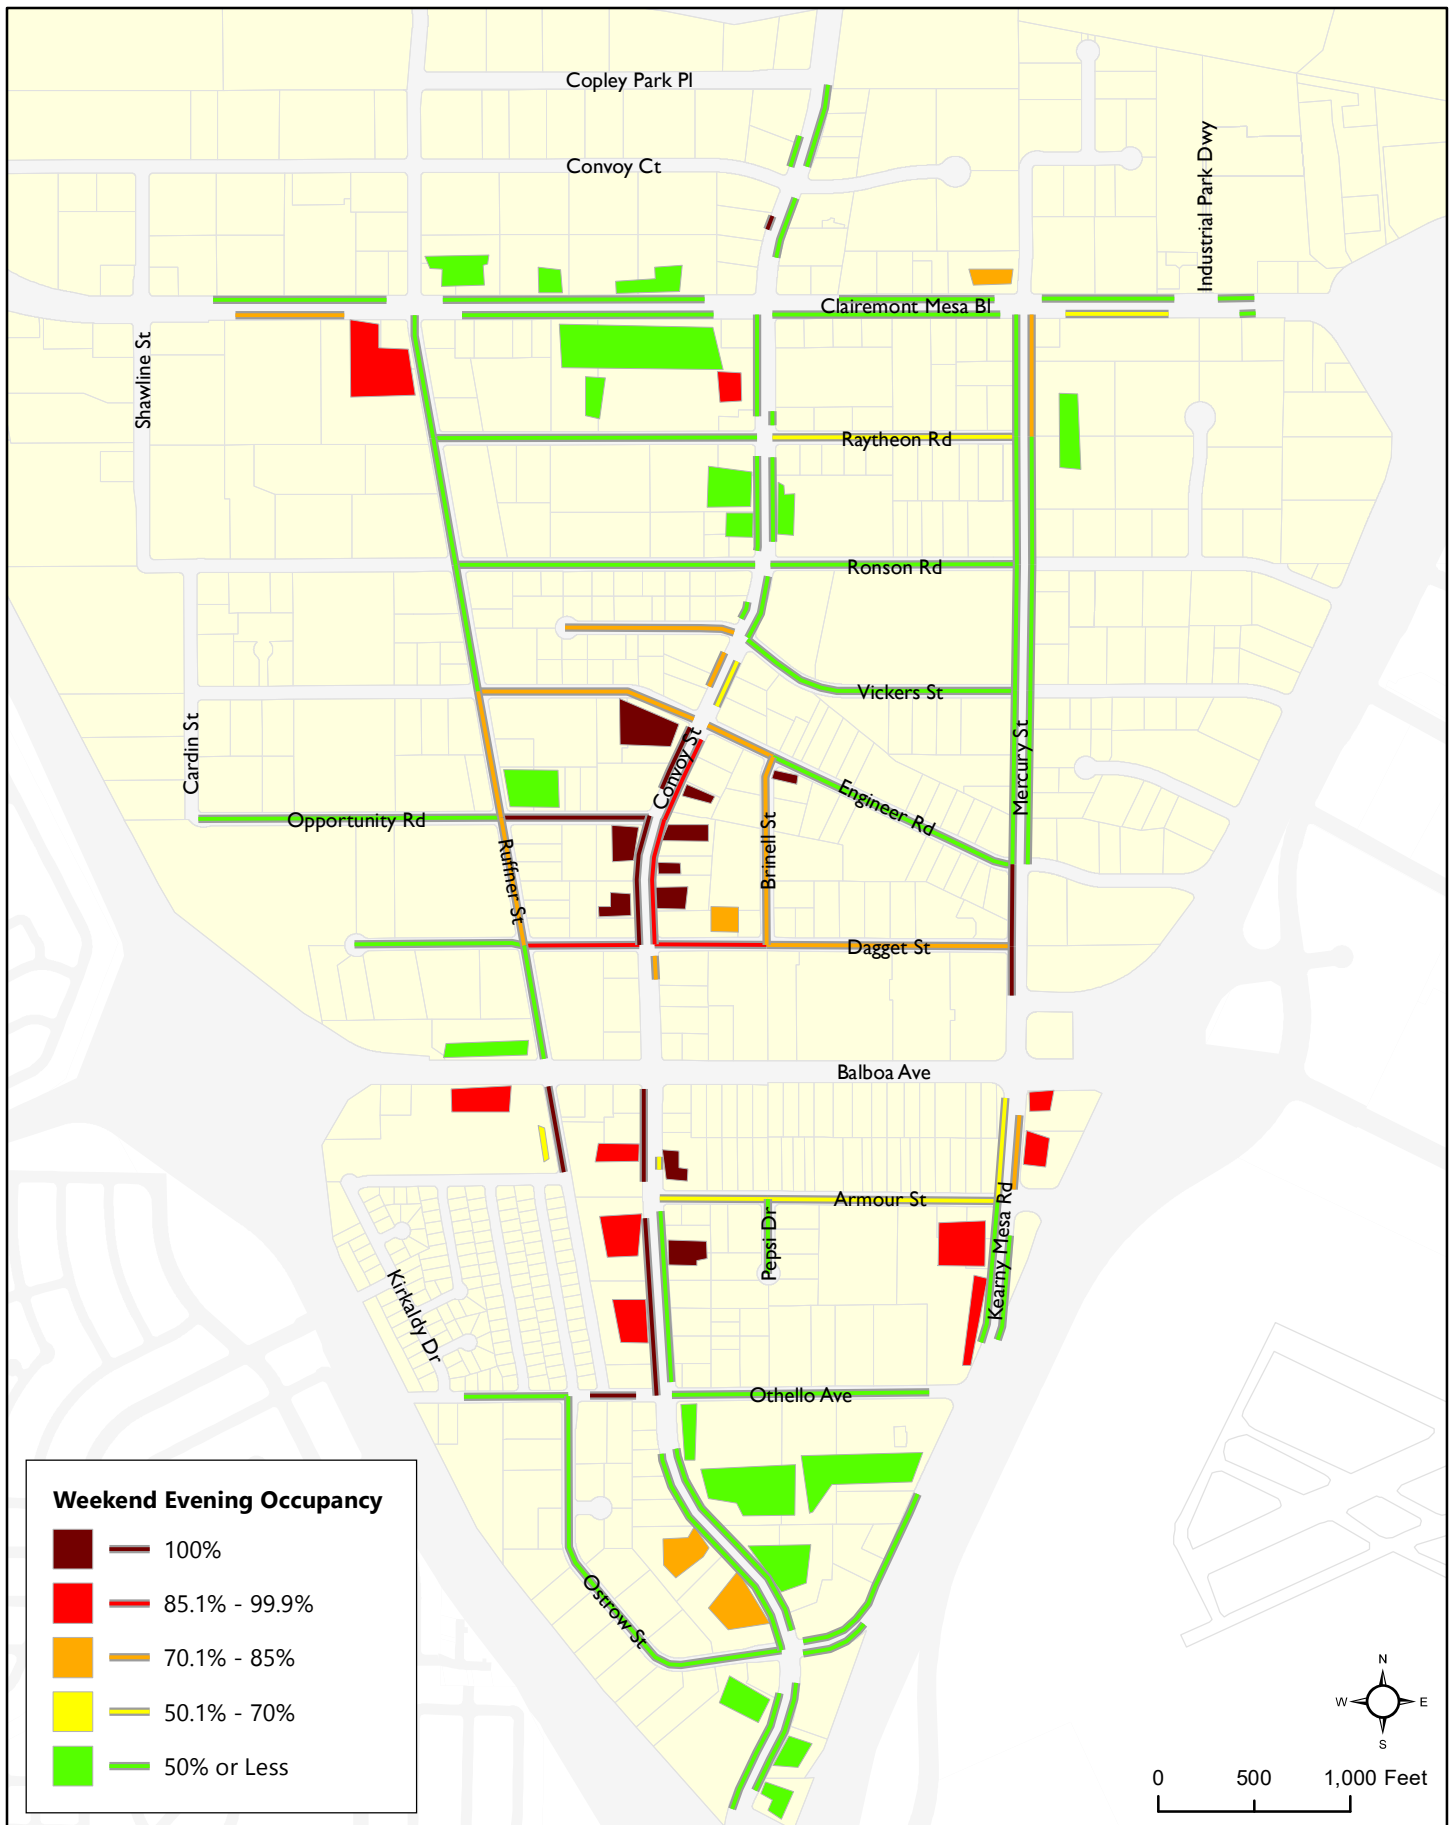 Copley Park Pl
Convoy Ct
Industrial Park Dwy
Clairemont Mesa Bl
Shawline St
Raytheon Rd
Ronson Rd
Vickers St
Cardin St
Convoy St
Mercury St
Engineer Rd
Opportunity Rd
Brinell St
Ruffner St
Dagget St
Balboa Ave
Armour St
Pepsi Dr
Kearny Mesa Rd
Kirkaldy Dr
Othello Ave
Ostrow St
Weekend Evening Occupancy
100%
85.1% - 99.9%
70.1% - 85%
50.1% - 70%
50% or Less
N
W E
S
0 500 1,000 Feet